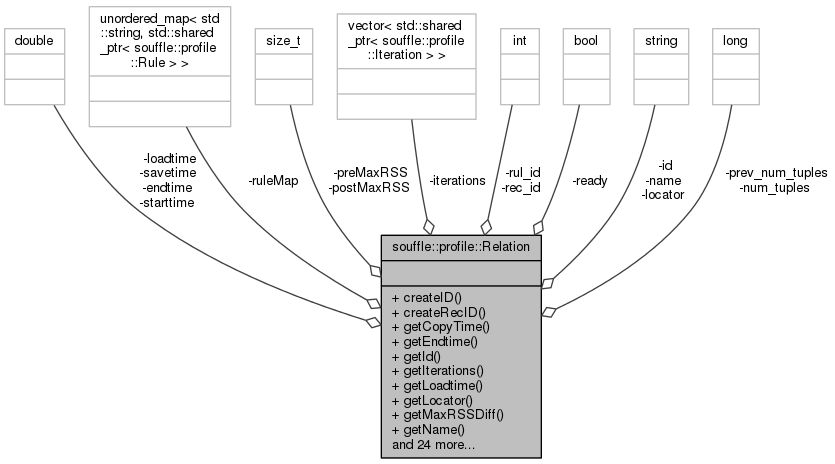 double
unordered_map< std
::string, std::shared
_ptr< souffle::profile
::Rule > >
size_t
vector< std::shared
_ptr< souffle::profile
::Iteration > >
int
bool
string
long
-loadtime
-savetime
-endtime
-starttime
-ruleMap
-preMaxRSS
-postMaxRSS
-iterations
-rul_id
-rec_id
-ready
-id
-name
-locator
-prev_num_tuples
-num_tuples
souffle::profile::Relation
+ createID()
+ createRecID()
+ getCopyTime()
+ getEndtime()
+ getId()
+ getIterations()
+ getLoadtime()
+ getLocator()
+ getMaxRSSDiff()
+ getName()
and 24 more...